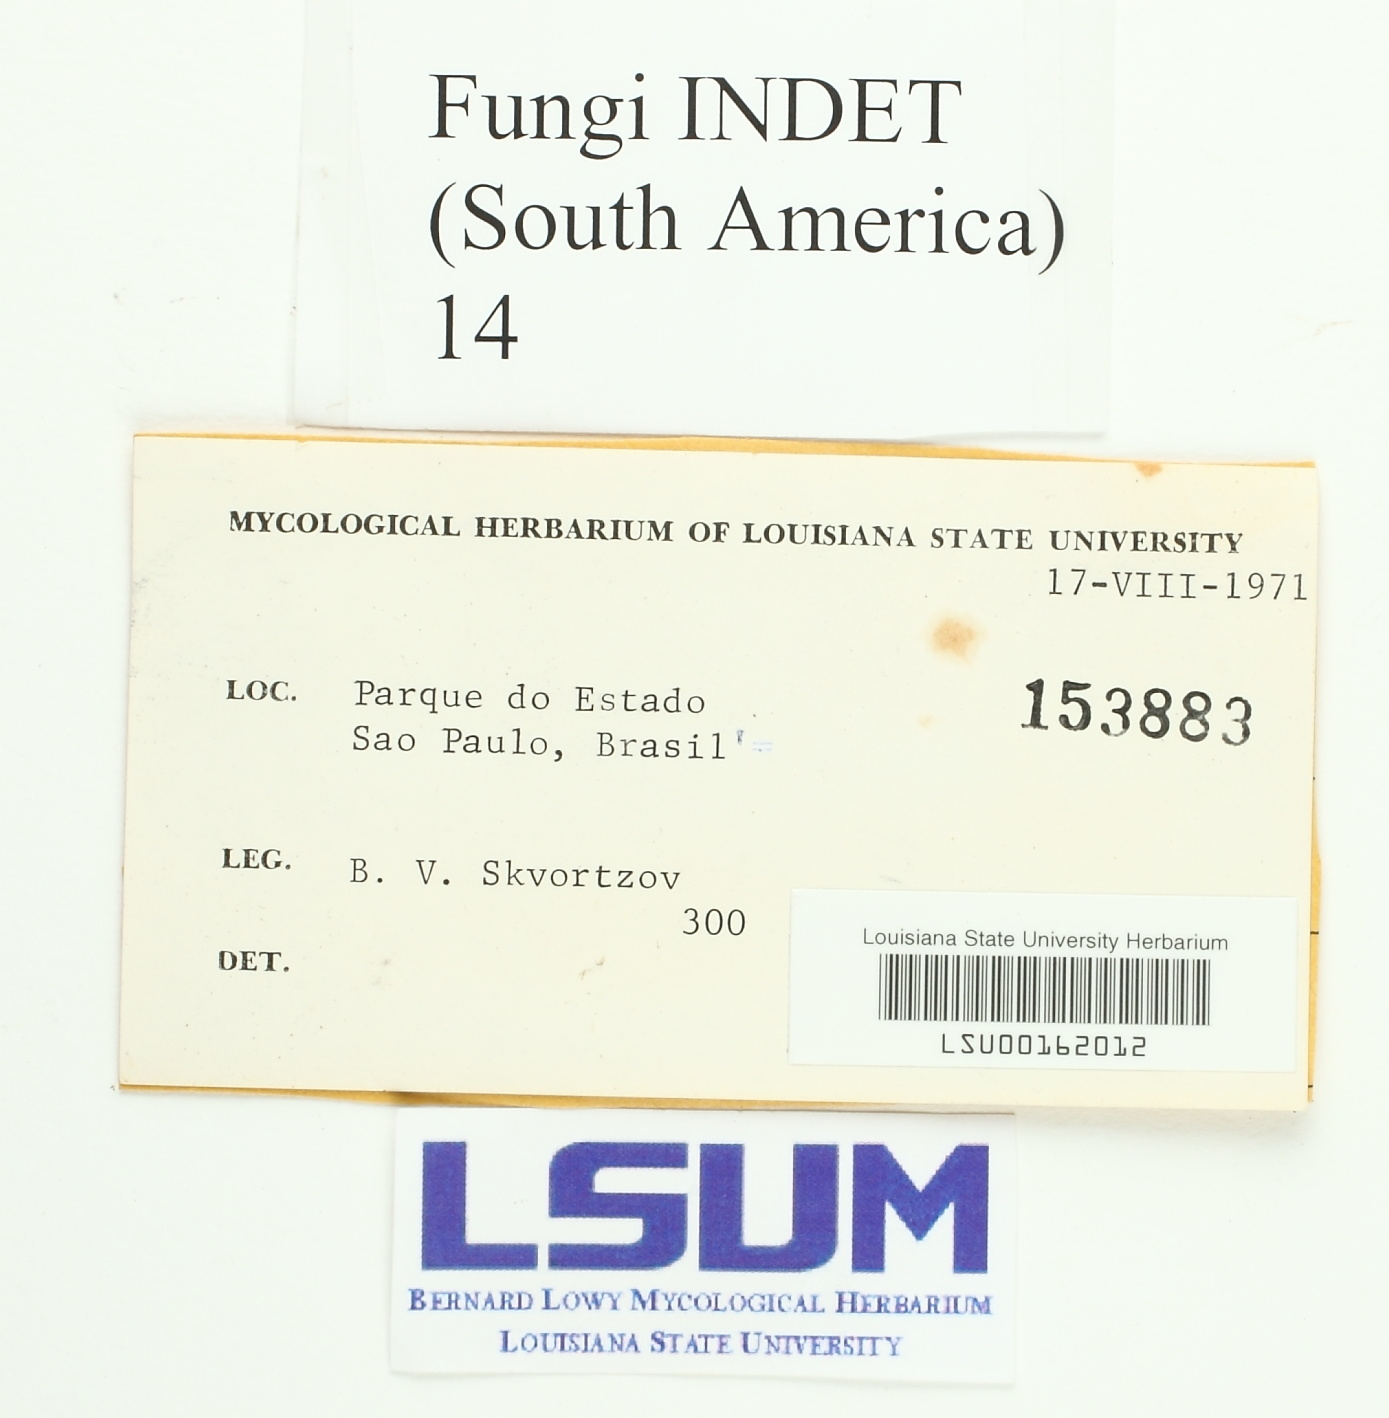 Fungi INDET
(South America)
14
MYCOLOGICAL HERBARIUM OF LOUISIANA STATE UNIVERSITY
17-VIII-1971
LOC. Parque do Estado
Sao Paulo, Brasil
153883
LEG. B. V. Skvortzov
300
DET.
Louisiana State University Herbarium
LSU00162012
LSUM
BERNARD LOWY MYCOLOGICAL HERBARIUM
LOUISIANA STATE UNIVERSITY